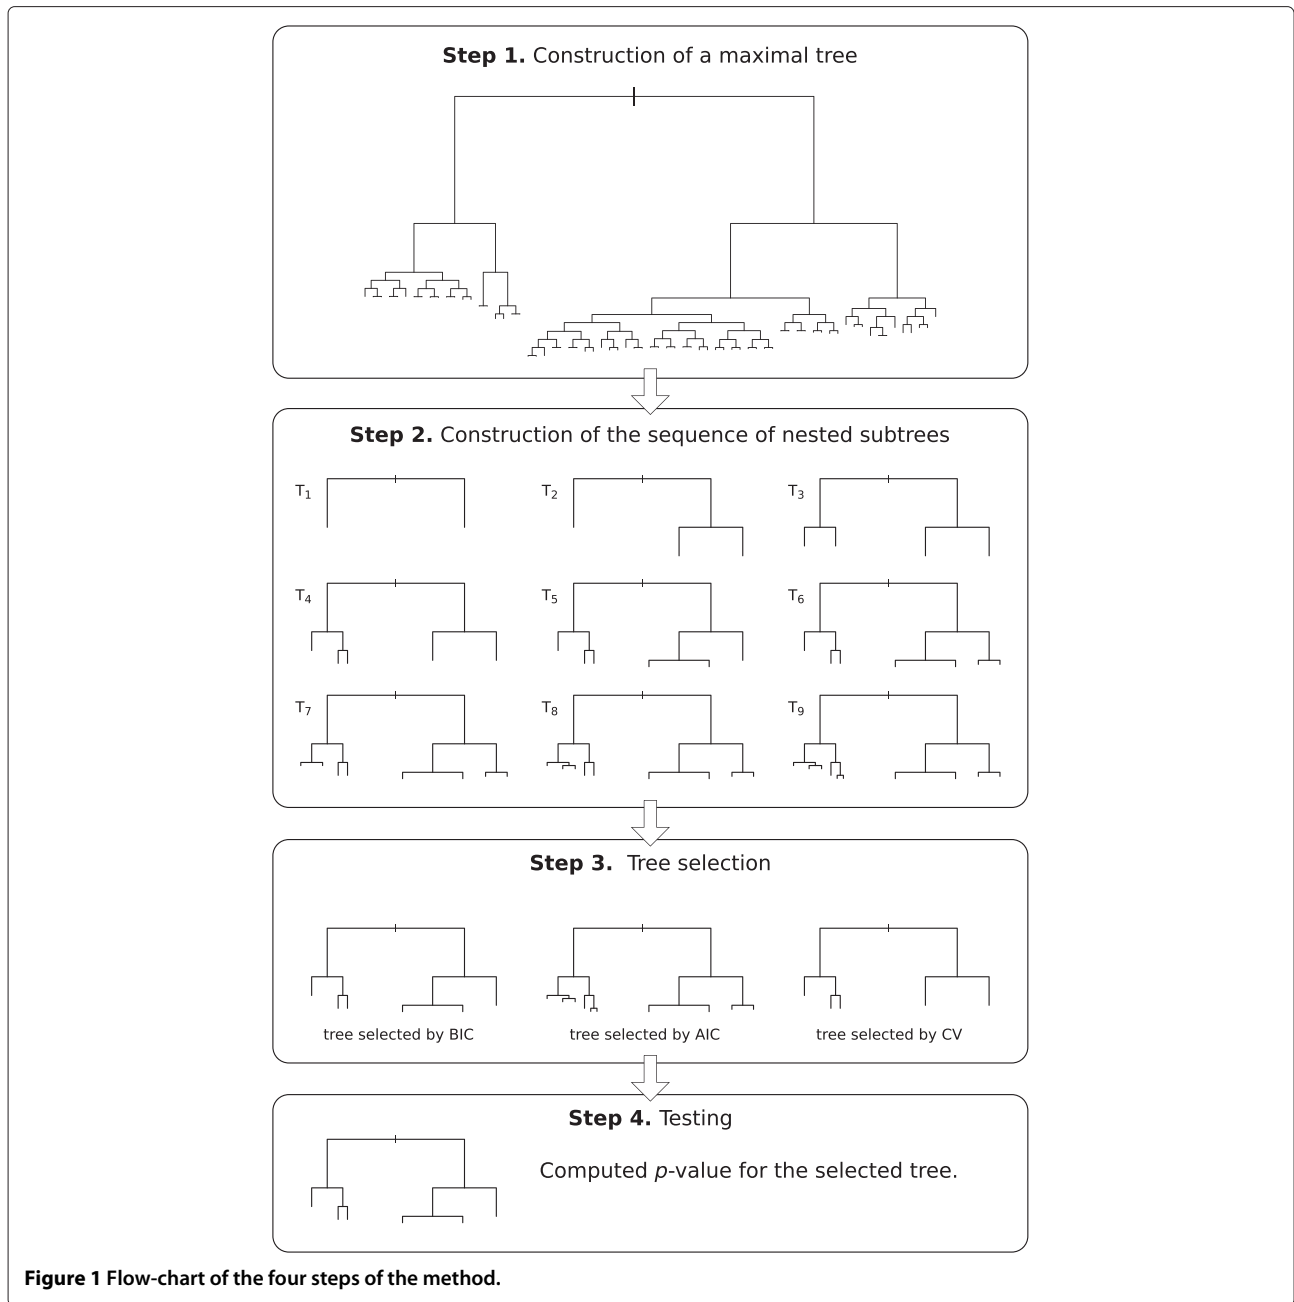 Step 1. Construction of a maximal tree
Step 2. Construction of the sequence of nested subtrees
T1 T2 T3
T4 T5 T6
T7 T8 T9
Step 3. Tree selection
tree selected by BIC tree selected by AIC tree selected by CV
Step 4. Testing
Computed p-value for the selected tree.
Figure 1 Flow-chart of the four steps of the method.